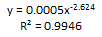 y = 0.0005x⁻²·⁶²⁴
R² = 0.9946